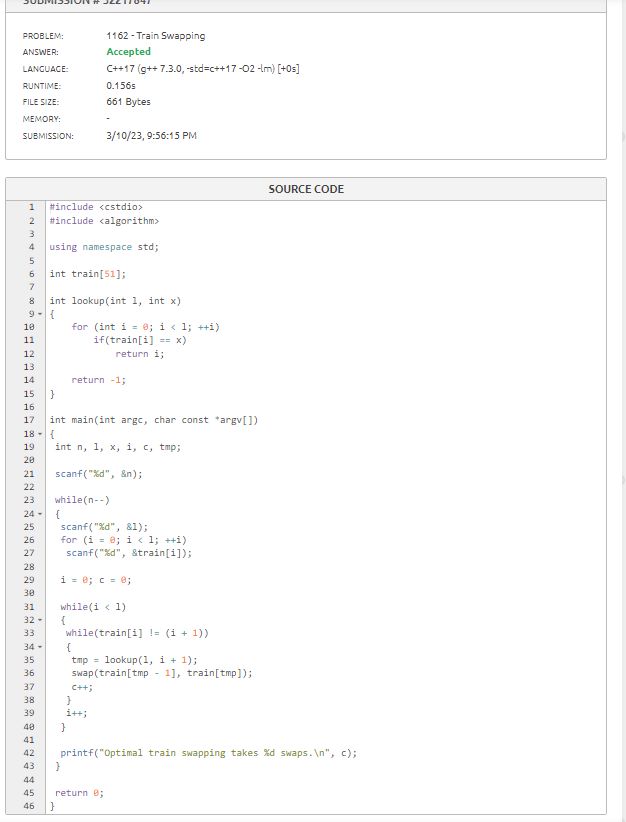 SUBMISSION # 32217847
PROBLEM: 1162 - Train Swapping
ANSWER: Accepted
LANGUAGE: C++17 (g++ 7.3.0, -std=c++17 -O2 -lm) [+0s]
RUNTIME: 0.156s
FILE SIZE: 661 Bytes
MEMORY: -
SUBMISSION: 3/10/23, 9:56:15 PM
SOURCE CODE
1 #include <cstdio>
2 #include <algorithm>
3
4 using namespace std;
5
6 int train[51];
7
8 int lookup(int l, int x)
9 {
10     for (int i = 0; i < l; ++i)
11         if(train[i] == x)
12             return i;
13
14     return -1;
15 }
16
17 int main(int argc, char const *argv[])
18 {
19  int n, l, x, i, c, tmp;
20
21  scanf("%d", &n);
22
23  while(n--)
24  {
25   scanf("%d", &l);
26   for (i = 0; i < l; ++i)
27    scanf("%d", &train[i]);
28
29   i = 0; c = 0;
30
31   while(i < l)
32   {
33    while(train[i] != (i + 1))
34    {
35     tmp = lookup(l, i + 1);
36     swap(train[tmp - 1], train[tmp]);
37     c++;
38    }
39    i++;
40   }
41
42   printf("Optimal train swapping takes %d swaps.\n", c);
43  }
44
45  return 0;
46 }